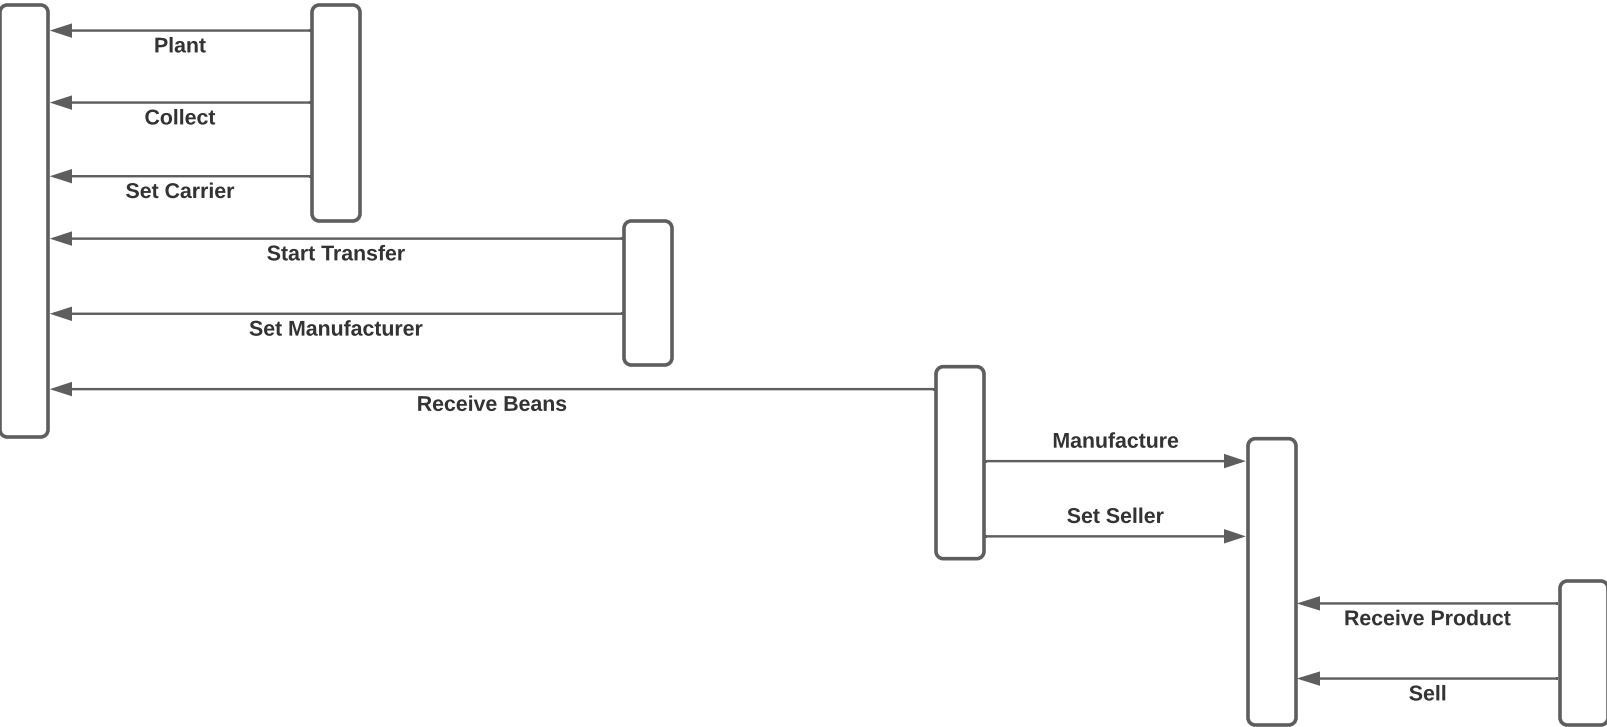 Plant
Collect
Set Carrier
Start Transfer
Set Manufacturer
Receive Beans
Manufacture
Set Seller
Receive Product
Sell